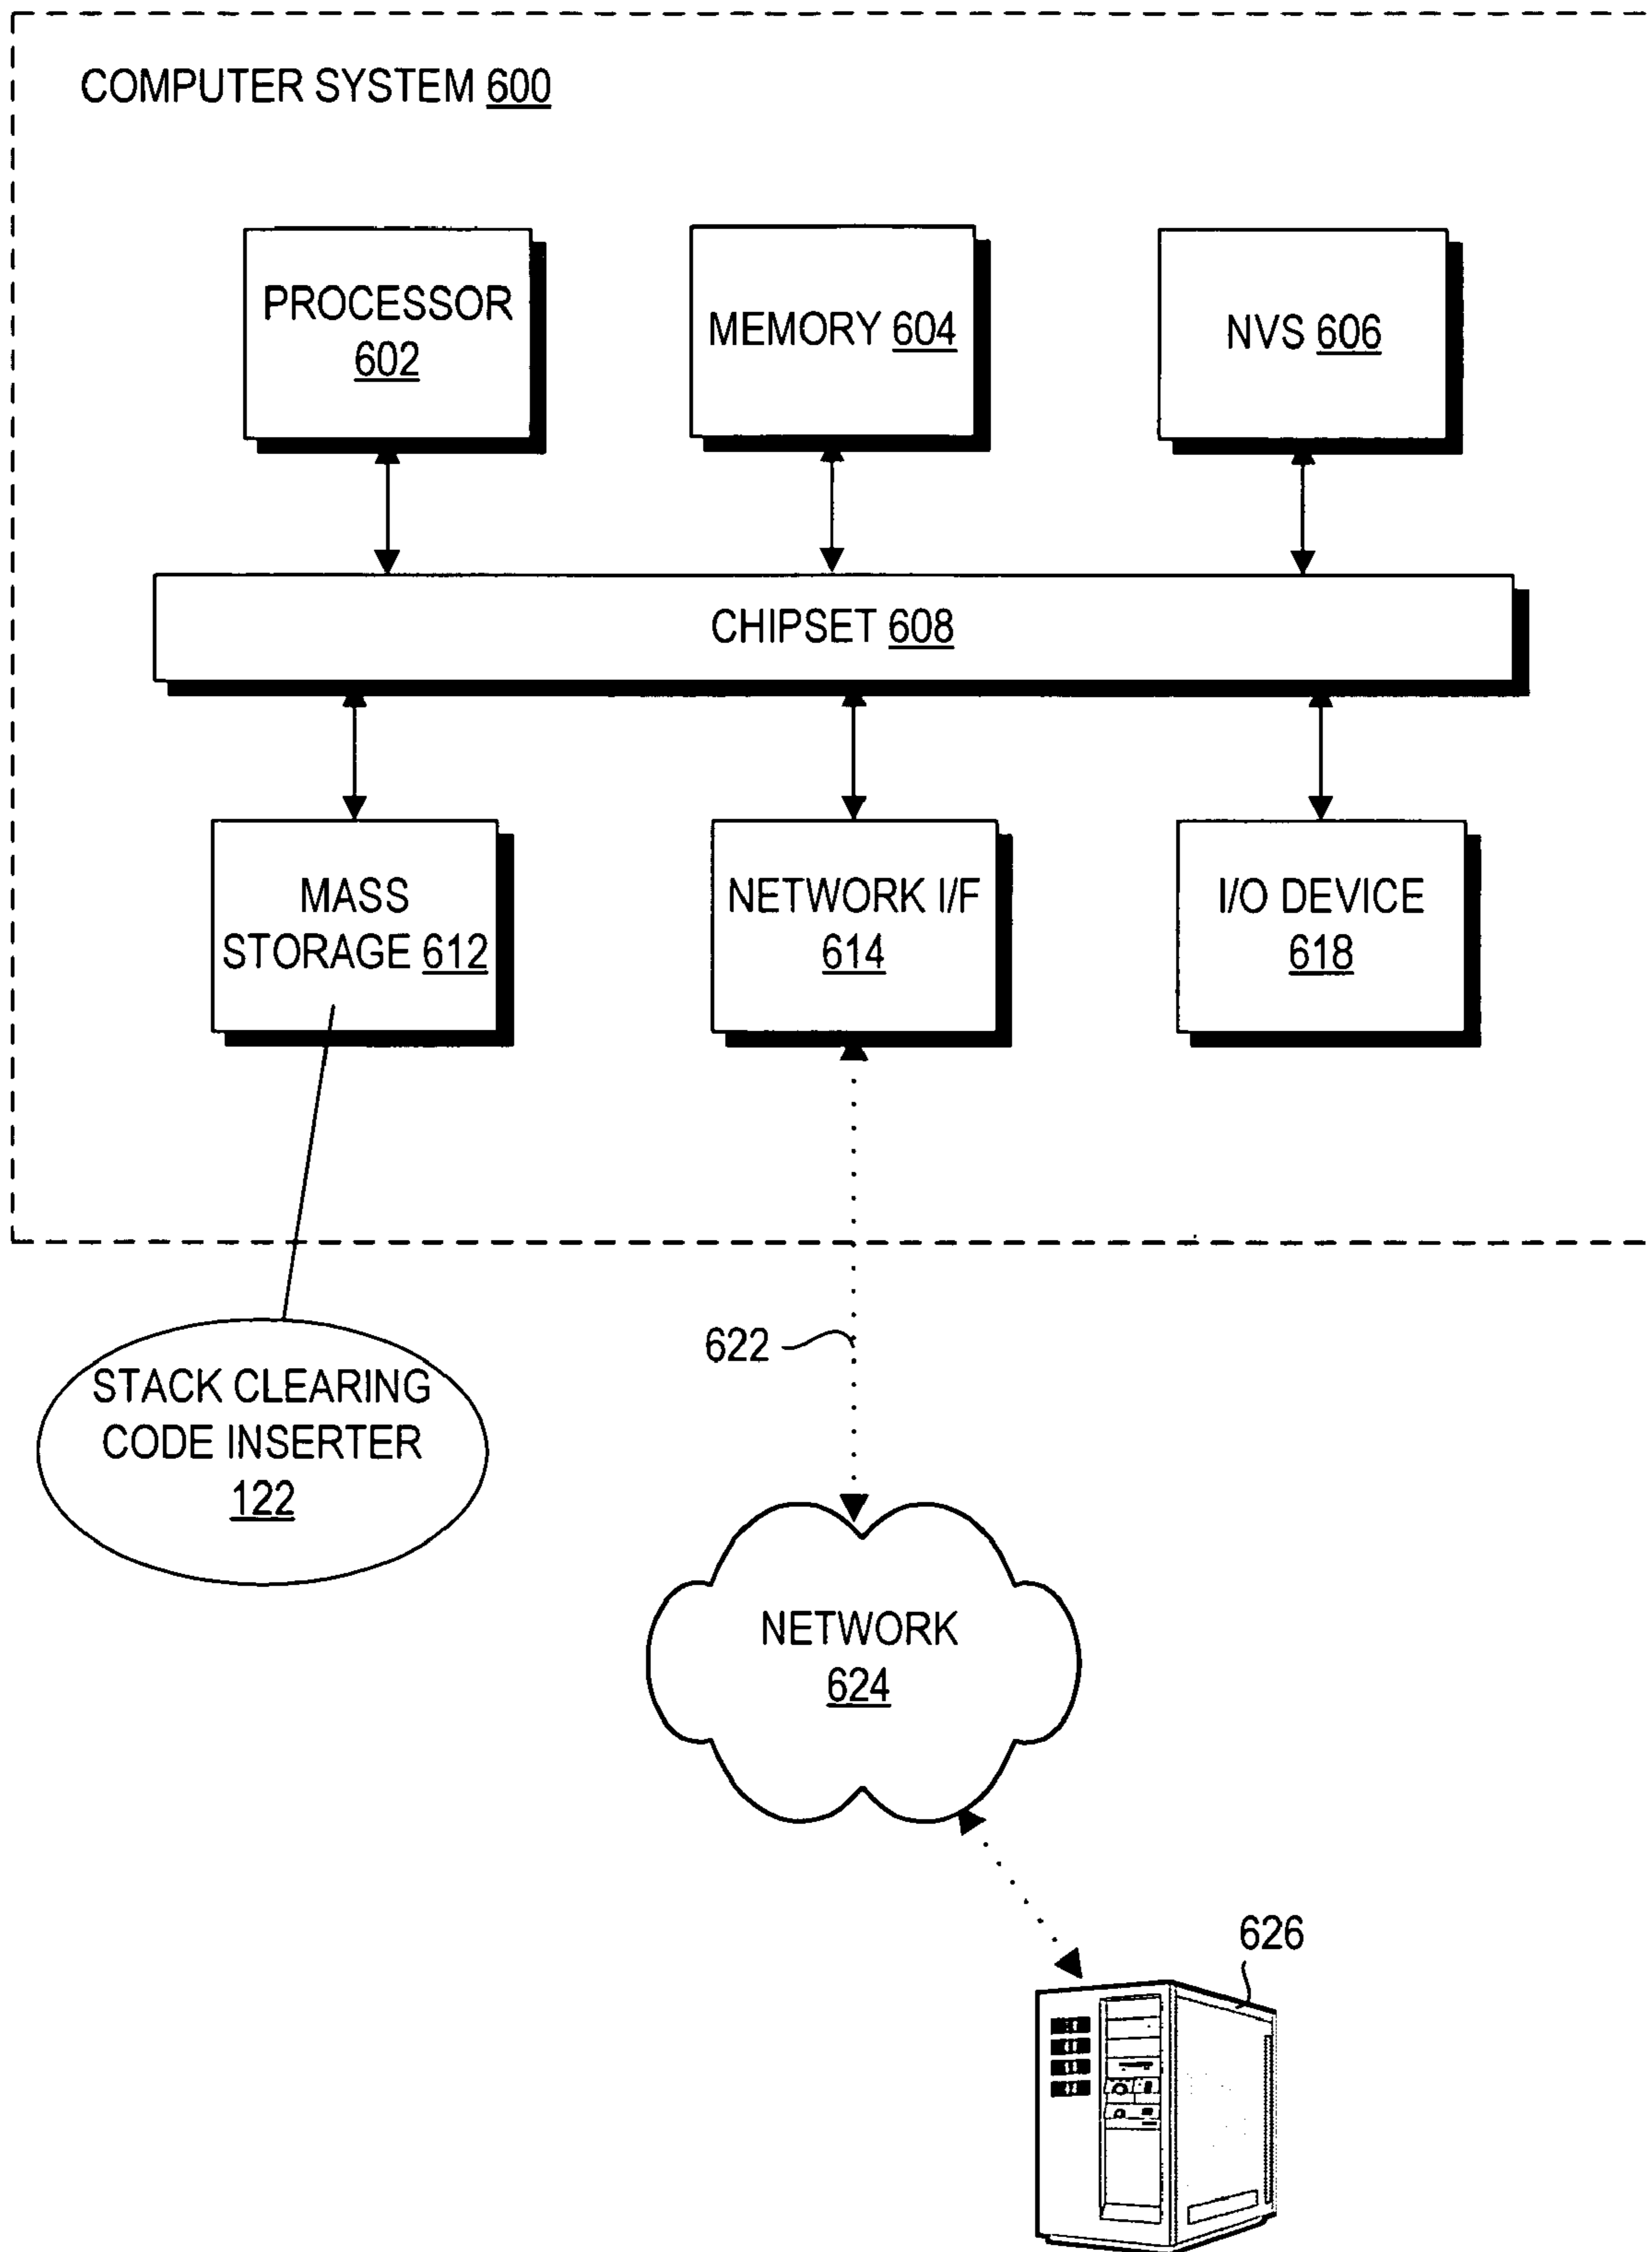 COMPUTER SYSTEM 600
PROCESSOR
602
MEMORY 604
NVS 606
CHIPSET 608
MASS
STORAGE 612
NETWORK I/F
614
I/O DEVICE
618
622
STACK CLEARING
CODE INSERTER
122
NETWORK
624
626